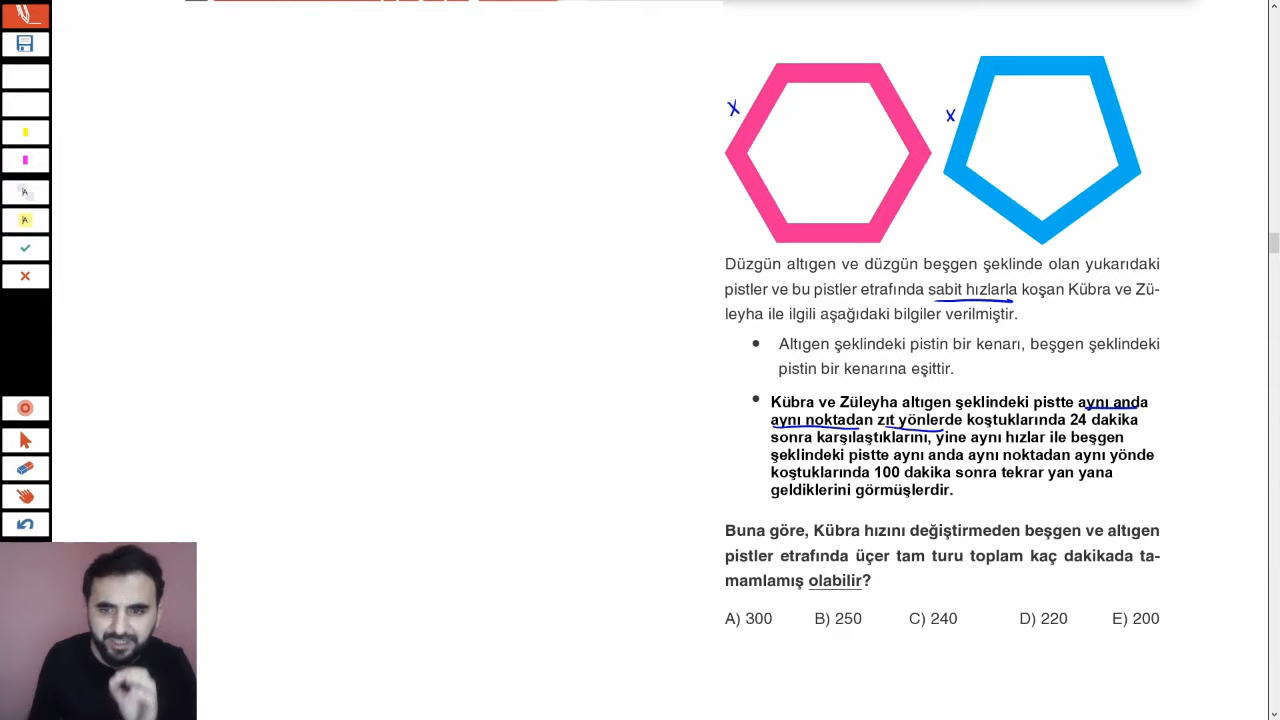 x
x
Düzgün altıgen ve düzgün beşgen şeklinde olan yukarıdaki
pistler ve bu pistler etrafında sabit hızlarla koşan Kübra ve Zü-
leyha ile ilgili aşağıdaki bilgiler verilmiştir.
• Altıgen şeklindeki pistin bir kenarı, beşgen şeklindeki
pistin bir kenarına eşittir.
• Kübra ve Züleyha altıgen şeklindeki pistte aynı anda
aynı noktadan zıt yönlerde koştuklarında 24 dakika
sonra karşılaştıklarını, yine aynı hızlar ile beşgen
şeklindeki pistte aynı anda aynı noktadan aynı yönde
koştuklarında 100 dakika sonra tekrar yan yana
geldiklerini görmüşlerdir.
Buna göre, Kübra hızını değiştirmeden beşgen ve altıgen
pistler etrafında üçer tam turu toplam kaç dakikada ta-
mamlamış olabilir?
A) 300 B) 250 C) 240 D) 220 E) 200